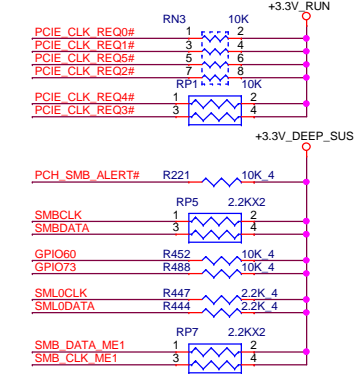 +3.3V_RUN
RN3 10K
PCIE_CLK_REQ0# 1 2
PCIE_CLK_REQ1# 3 4
PCIE_CLK_REQ5# 5 6
PCIE_CLK_REQ2# 7 8
RP1 10K
PCIE_CLK_REQ4# 1 2
PCIE_CLK_REQ3# 3 4
+3.3V_DEEP_SUS
PCH_SMB_ALERT# R221 10K_4
RP5 2.2KX2
SMBCLK 1 2
SMBDATA 3 4
GPIO60 R452 10K_4
GPIO73 R488 10K_4
SML0CLK R447 2.2K_4
SML0DATA R444 2.2K_4
RP7 2.2KX2
SMB_DATA_ME1 1 2
SMB_CLK_ME1 3 4